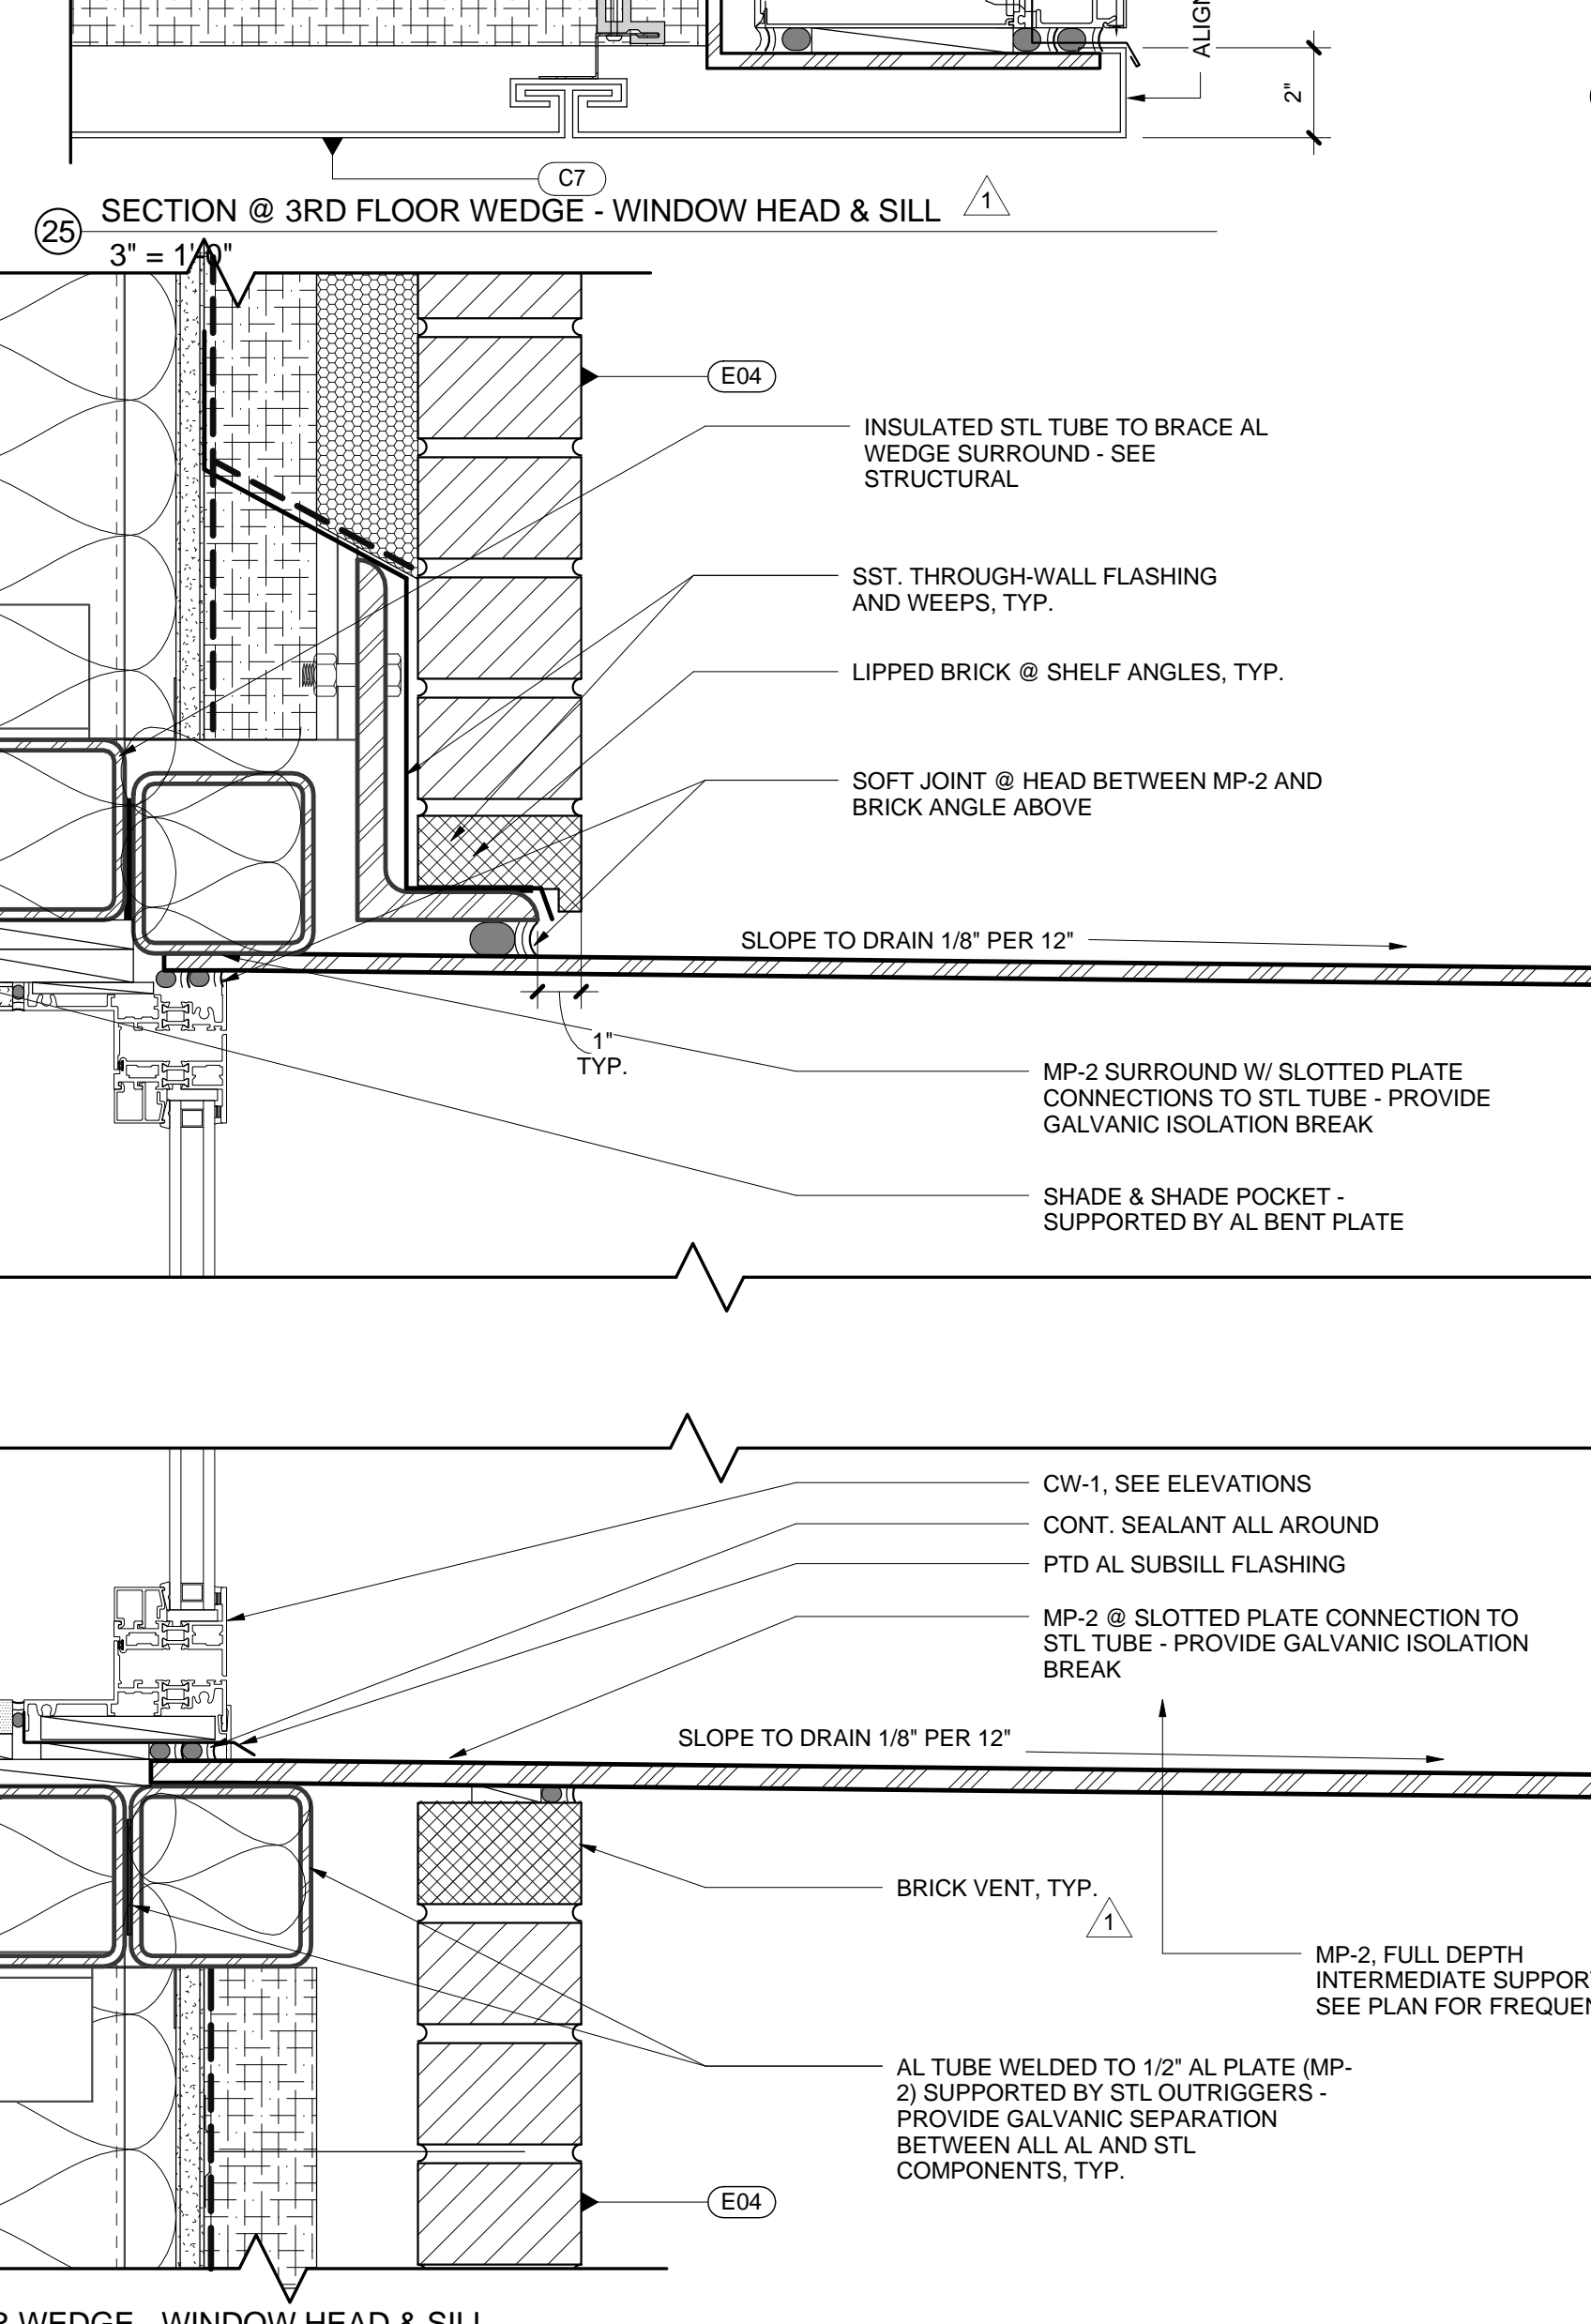 ALIGN
2"
C7
25
SECTION @ 3RD FLOOR WEDGE - WINDOW HEAD & SILL
1
3" = 1'-0"
E04
INSULATED STL TUBE TO BRACE AL
WEDGE SURROUND - SEE
STRUCTURAL
SST. THROUGH-WALL FLASHING
AND WEEPS, TYP.
LIPPED BRICK @ SHELF ANGLES, TYP.
SOFT JOINT @ HEAD BETWEEN MP-2 AND
BRICK ANGLE ABOVE
SLOPE TO DRAIN 1/8" PER 12"
1"
TYP.
MP-2 SURROUND W/ SLOTTED PLATE
CONNECTIONS TO STL TUBE - PROVIDE
GALVANIC ISOLATION BREAK
SHADE & SHADE POCKET -
SUPPORTED BY AL BENT PLATE
CW-1, SEE ELEVATIONS
CONT. SEALANT ALL AROUND
PTD AL SUBSILL FLASHING
MP-2 @ SLOTTED PLATE CONNECTION TO
STL TUBE - PROVIDE GALVANIC ISOLATION
BREAK
SLOPE TO DRAIN 1/8" PER 12"
BRICK VENT, TYP.
1
MP-2, FULL DEPTH
INTERMEDIATE SUPPORT
SEE PLAN FOR FREQUEN
AL TUBE WELDED TO 1/2" AL PLATE (MP-
2) SUPPORTED BY STL OUTRIGGERS -
PROVIDE GALVANIC SEPARATION
BETWEEN ALL AL AND STL
COMPONENTS, TYP.
E04
R WEDGE - WINDOW HEAD & SILL